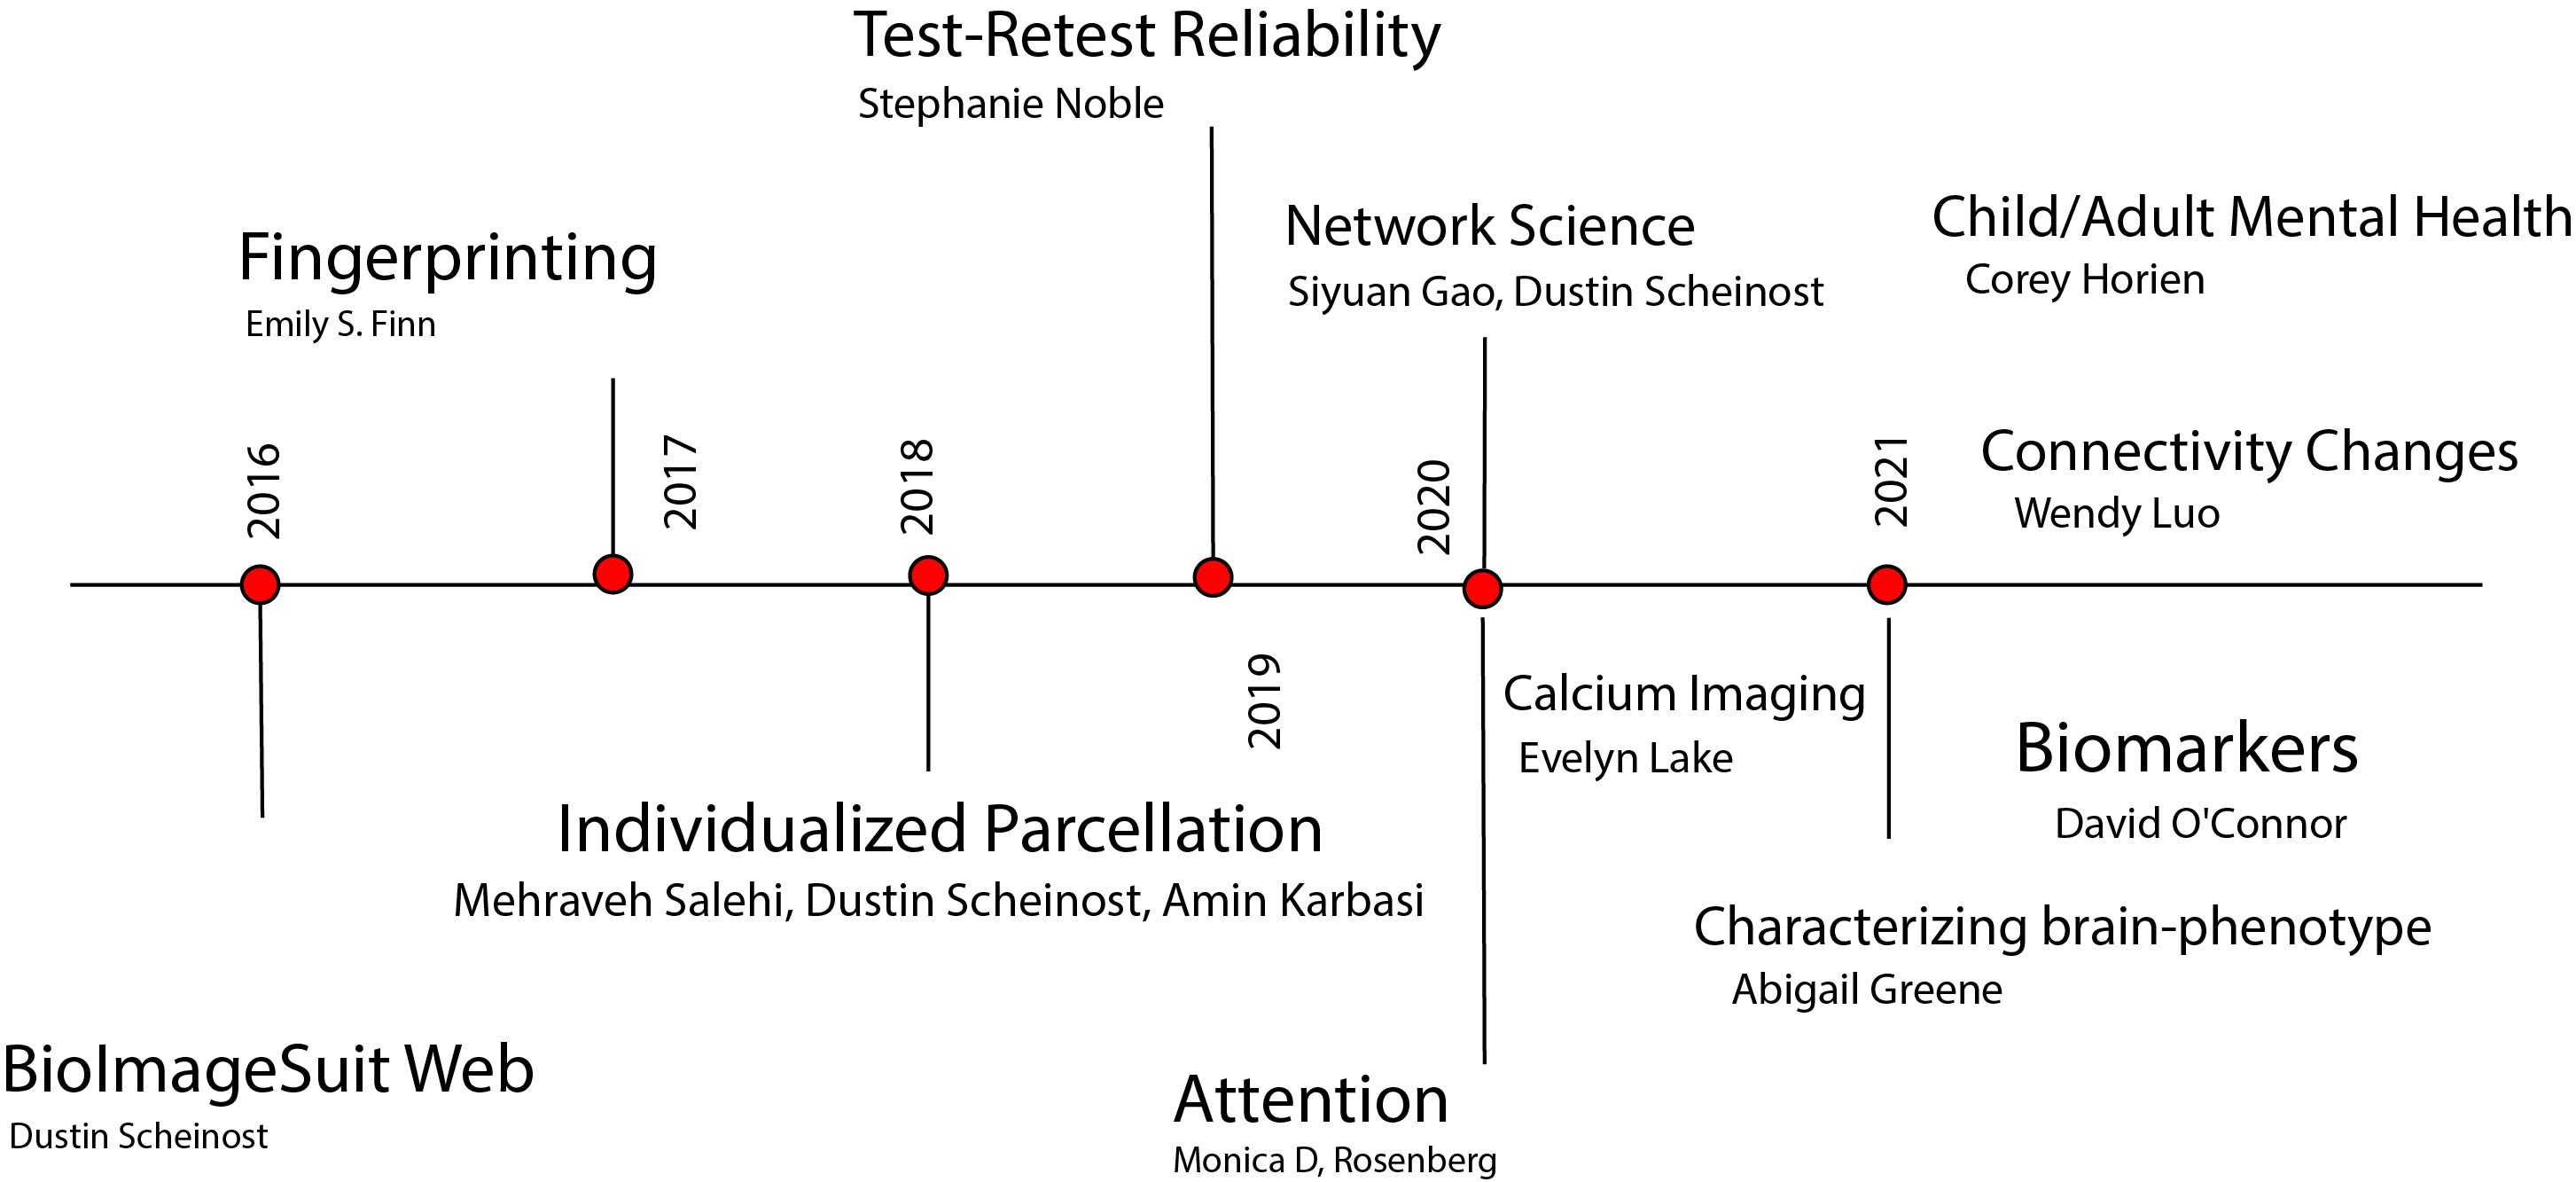 Test-Retest Reliability
Stephanie Noble
Fingerprinting
Emily S. Finn
Network Science
Siyuan Gao, Dustin Scheinost
Child/Adult Mental Health
Corey Horien
2016
2017
2018
2020
2021
Connectivity Changes
Wendy Luo
2019
Calcium Imaging
Evelyn Lake
Biomarkers
David O'Connor
Individualized Parcellation
Mehraveh Salehi, Dustin Scheinost, Amin Karbasi
Characterizing brain-phenotype
Abigail Greene
BioImageSuit Web
Dustin Scheinost
Attention
Monica D, Rosenberg